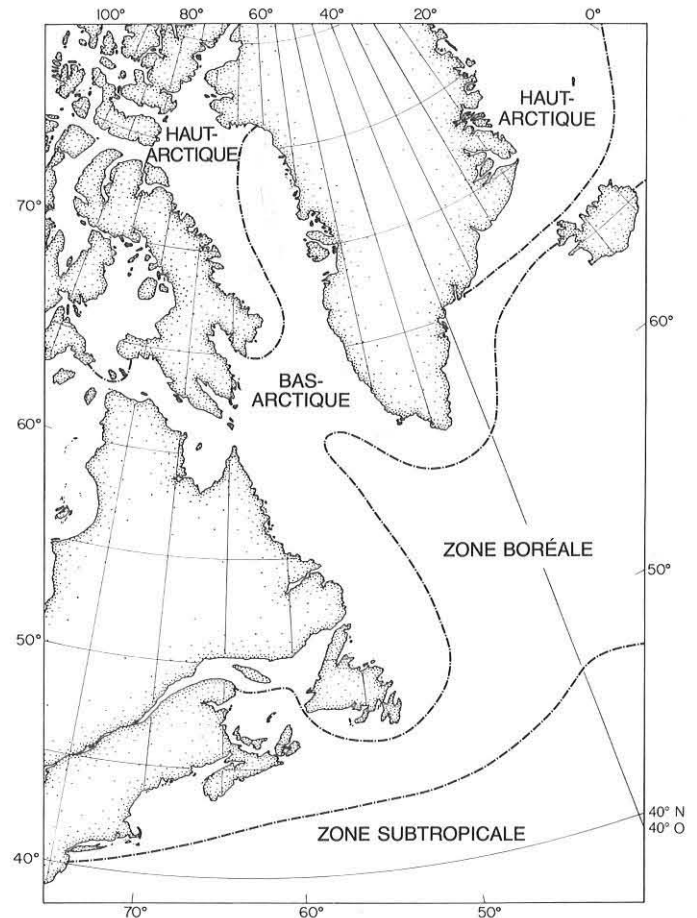 100° 80° 60° 40° 20° 0°
HAUT-
ARCTIQUE
HAUT-
ARCTIQUE
70°
60°
BAS-
ARCTIQUE
60°
ZONE BORÉALE
50°
50°
40° N
40° O
ZONE SUBTROPICALE
40°
70° 60° 50°